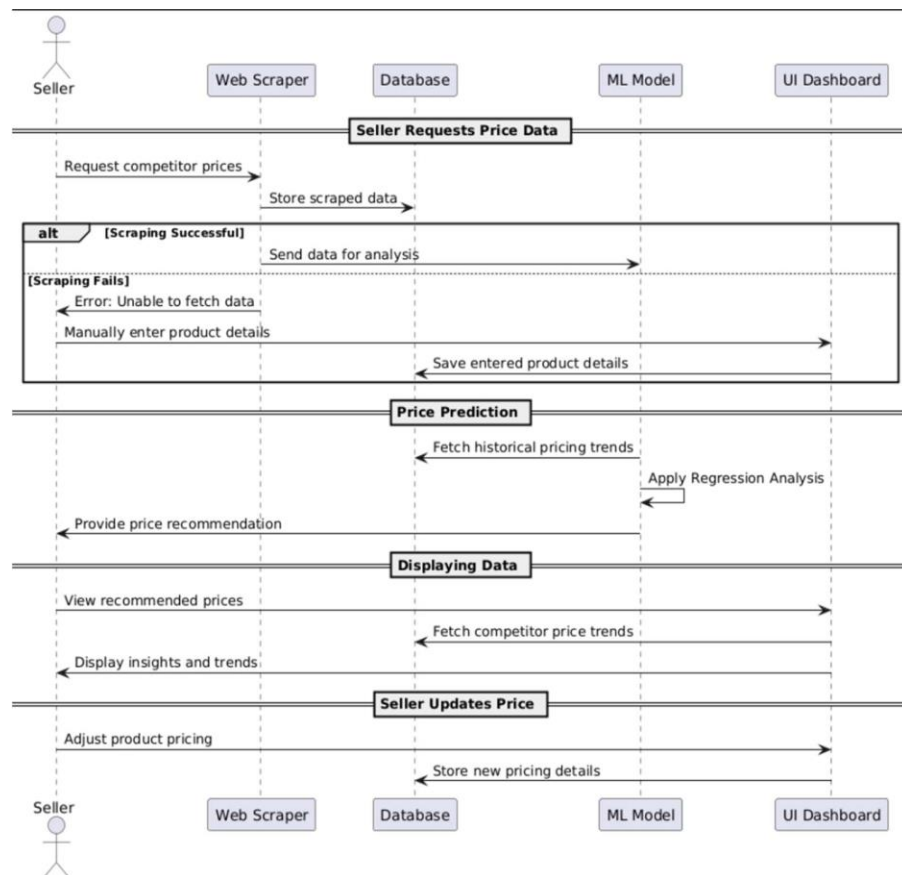 Seller
Web Scraper
Database
ML Model
UI Dashboard
Seller Requests Price Data
Request competitor prices
Store scraped data
alt
[Scraping Successful]
Send data for analysis
[Scraping Fails]
Error: Unable to fetch data
Manually enter product details
Save entered product details
Price Prediction
Fetch historical pricing trends
Apply Regression Analysis
Provide price recommendation
Displaying Data
View recommended prices
Fetch competitor price trends
Display insights and trends
Seller Updates Price
Adjust product pricing
Store new pricing details
Seller
Web Scraper
Database
ML Model
UI Dashboard